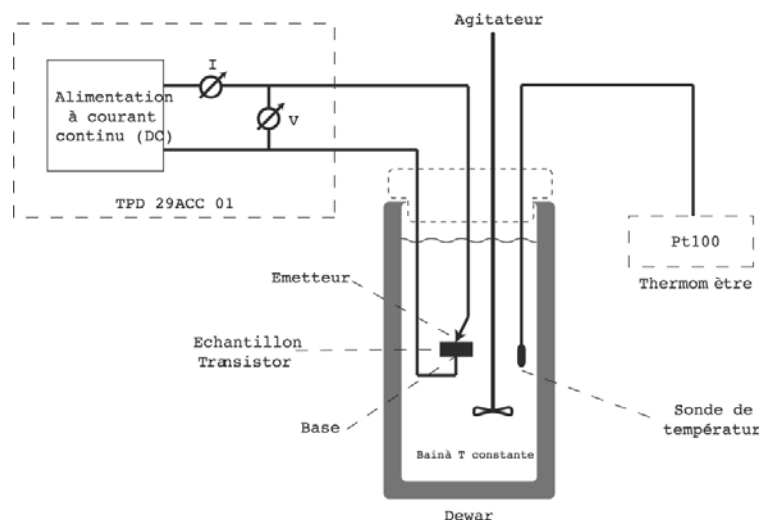 Agitateur
I
Alimentation
à courant
continu (DC)
V
TPD 29ACC 01
Pt100
Thermom ètre
Emetteur
Echantillon
Transistor
Base
Sonde de
températur
Bainà T constante
Dewar